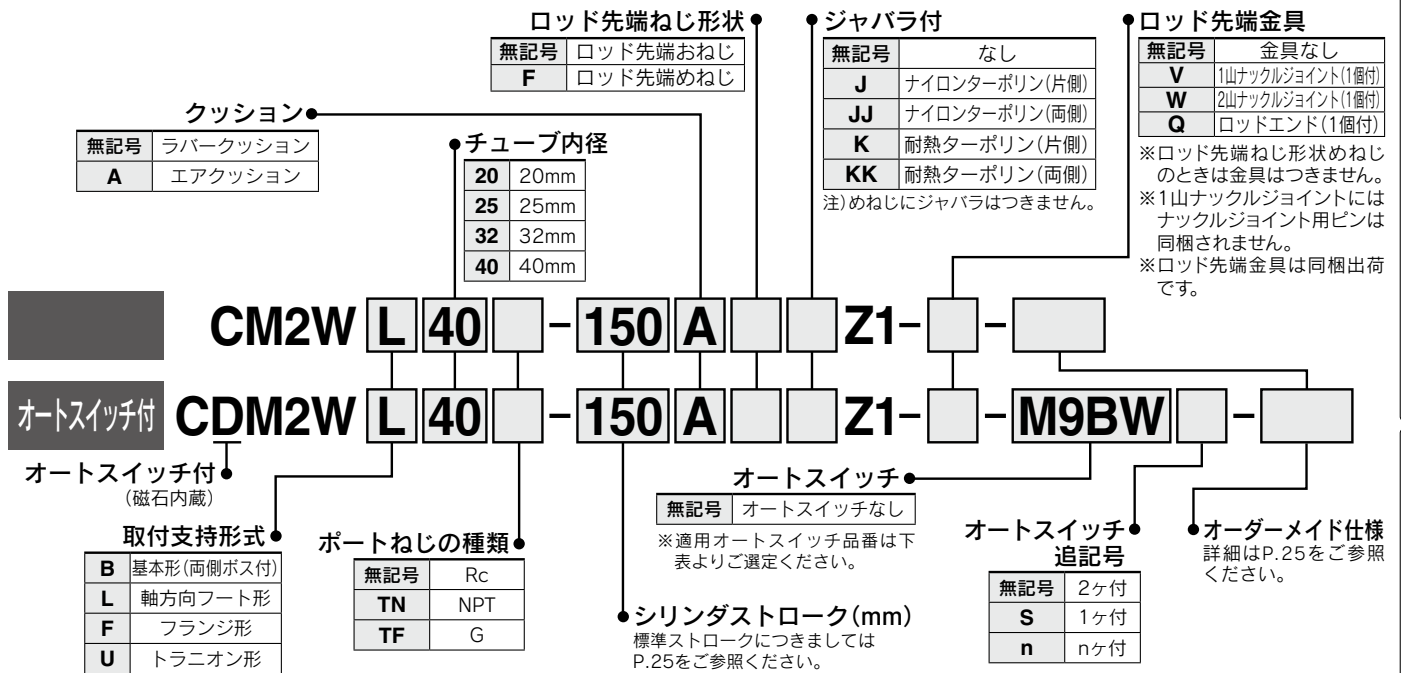 ロッド先端ねじ形状
無記号 ロッド先端おねじ
F ロッド先端めねじ
ジャバラ付
無記号 なし
J ナイロンターポリン(片側)
JJ ナイロンターポリン(両側)
K 耐熱ターポリン(片側)
KK 耐熱ターポリン(両側)
注)めねじにジャバラはつきません。
ロッド先端金具
無記号 金具なし
V 1山ナックルジョイント(1個付)
W 2山ナックルジョイント(1個付)
Q ロッドエンド(1個付)
※ロッド先端ねじ形状めねじ
のときは金具はつきません。
※1山ナックルジョイントには
ナックルジョイント用ピンは
同梱されません。
※ロッド先端金具は同梱出荷
です。
クッション
無記号 ラバークッション
A エアクッション
チューブ内径
20 20mm
25 25mm
32 32mm
40 40mm
CM2W L 40 - 150 A Z1- -
オートスイッチ付 CDM2W L 40 - 150 A Z1- - M9BW -
オートスイッチ付
(磁石内蔵)
取付支持形式
B 基本形(両側ボス付)
L 軸方向フート形
F フランジ形
U トラニオン形
ポートねじの種類
無記号 Rc
TN NPT
TF G
オートスイッチ
無記号 オートスイッチなし
※適用オートスイッチ品番は下
表よりご選定ください。
シリンダストローク(mm)
標準ストロークにつきましては
P.25をご参照ください。
オートスイッチ
追記号
無記号 2ヶ付
S 1ヶ付
n nヶ付
オーダーメイド仕様
詳細はP.25をご参照
ください。